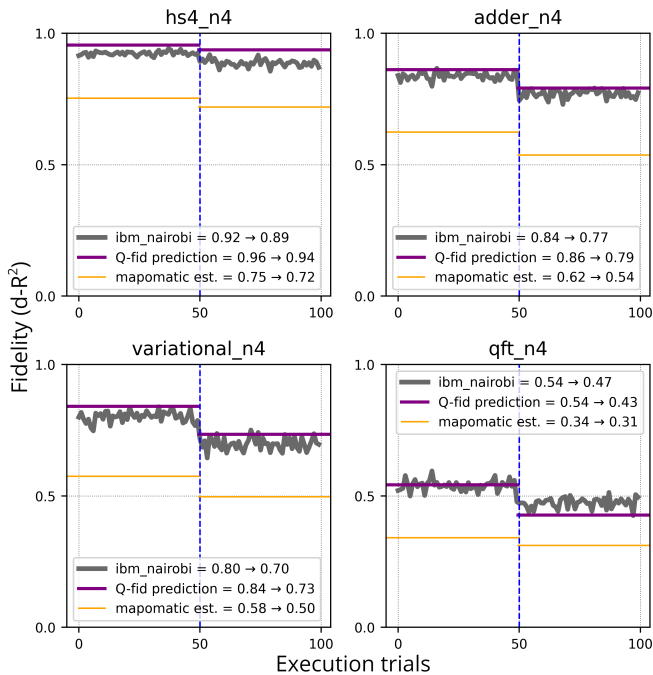 hs4_n4
1.0
0.5
0.0
ibm_nairobi = 0.92 → 0.89
Q-fid prediction = 0.96 → 0.94
mapomatic est. = 0.75 → 0.72
0
50
100
adder_n4
1.0
0.5
0.0
ibm_nairobi = 0.84 → 0.77
Q-fid prediction = 0.86 → 0.79
mapomatic est. = 0.62 → 0.54
0
50
100
Fidelity (d-R²)
variational_n4
1.0
0.5
0.0
ibm_nairobi = 0.80 → 0.70
Q-fid prediction = 0.84 → 0.73
mapomatic est. = 0.58 → 0.50
0
50
100
qft_n4
1.0
ibm_nairobi = 0.54 → 0.47
Q-fid prediction = 0.54 → 0.43
mapomatic est. = 0.34 → 0.31
0.5
0.0
0
50
100
Execution trials